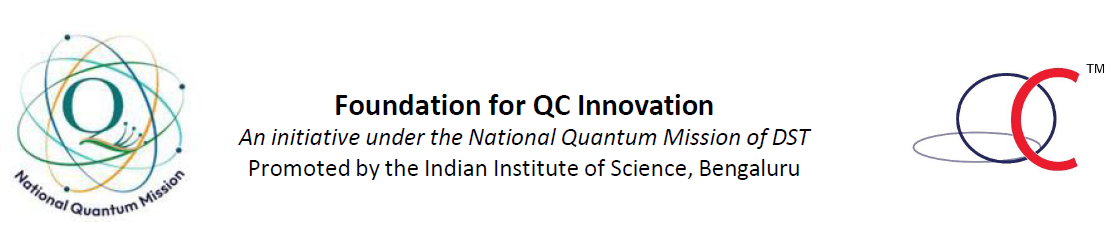 Q
National Quantum Mission
Foundation for QC Innovation
An initiative under the National Quantum Mission of DST
Promoted by the Indian Institute of Science, Bengaluru
C
TM